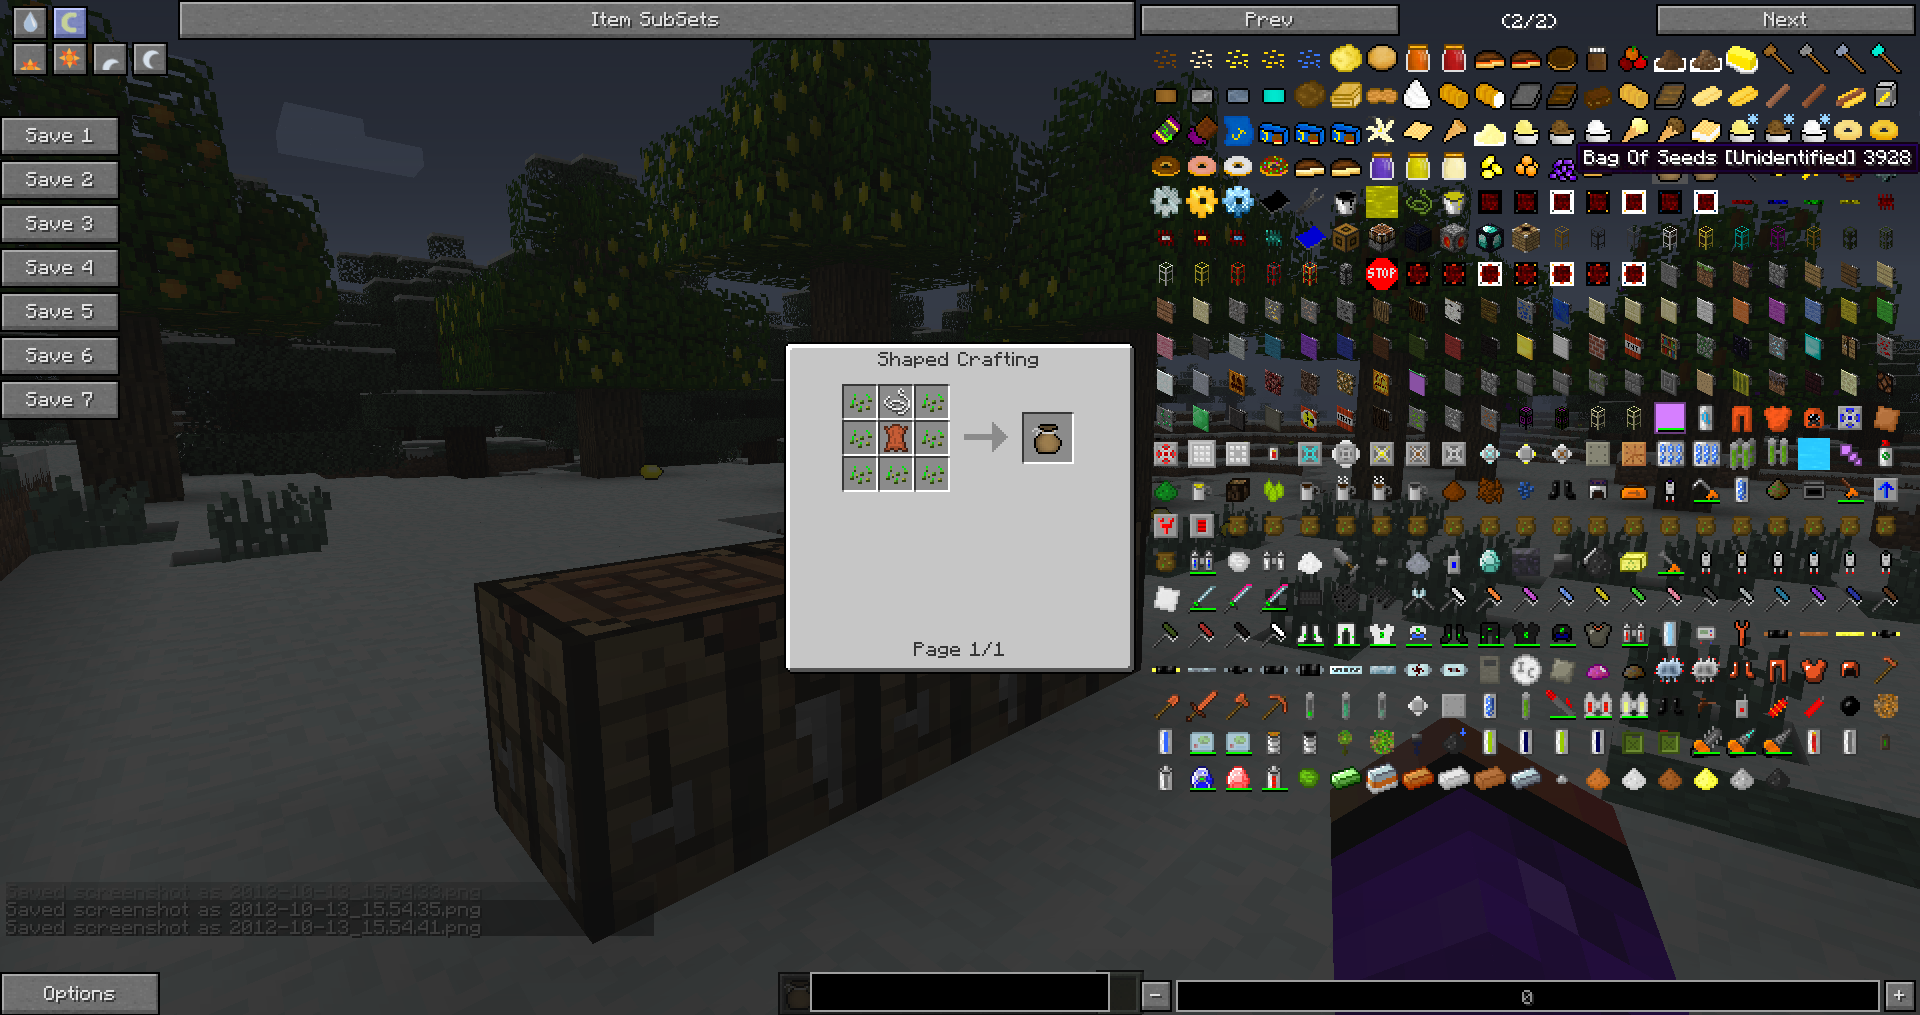 Item SubSets
Prev
(2/2)
Next
Save 1
Save 2
Save 3
Save 4
Save 5
Save 6
Save 7
Bag Of Seeds [Unidentified] 3928
STOP
Shaped Crafting
Page 1/1
Saved screenshot as 2012-10-13_15.54.33.png
Saved screenshot as 2012-10-13_15.54.35.png
Saved screenshot as 2012-10-13_15.54.41.png
Options
-
0
+